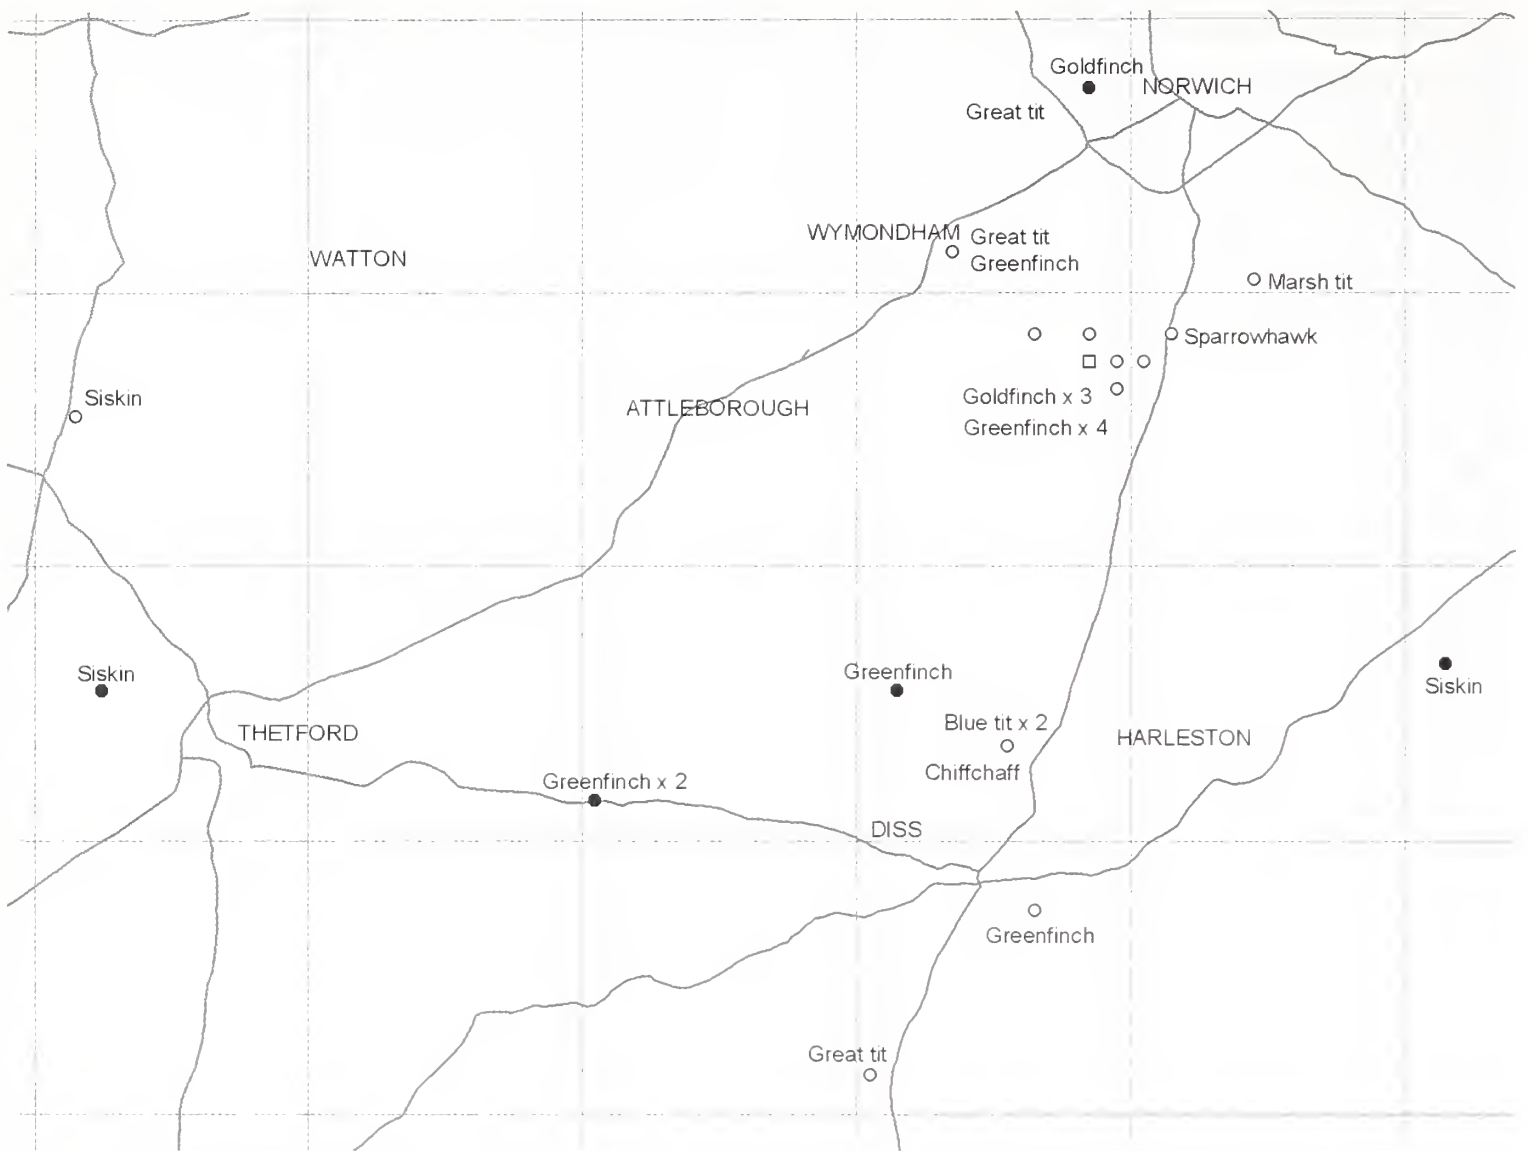 Goldfinch
NORWICH
Great tit
WYMONDHAM
Great tit
Greenfinch
WATTON
Marsh tit
Sparrowhawk
Siskin
Goldfinch x 3
ATTLEBOROUGH
Greenfinch x 4
Siskin
Greenfinch
Siskin
Blue tit x 2
THETFORD
HARLESTON
Chiffchaff
Greenfinch x 2
DISS
Greenfinch
Great tit